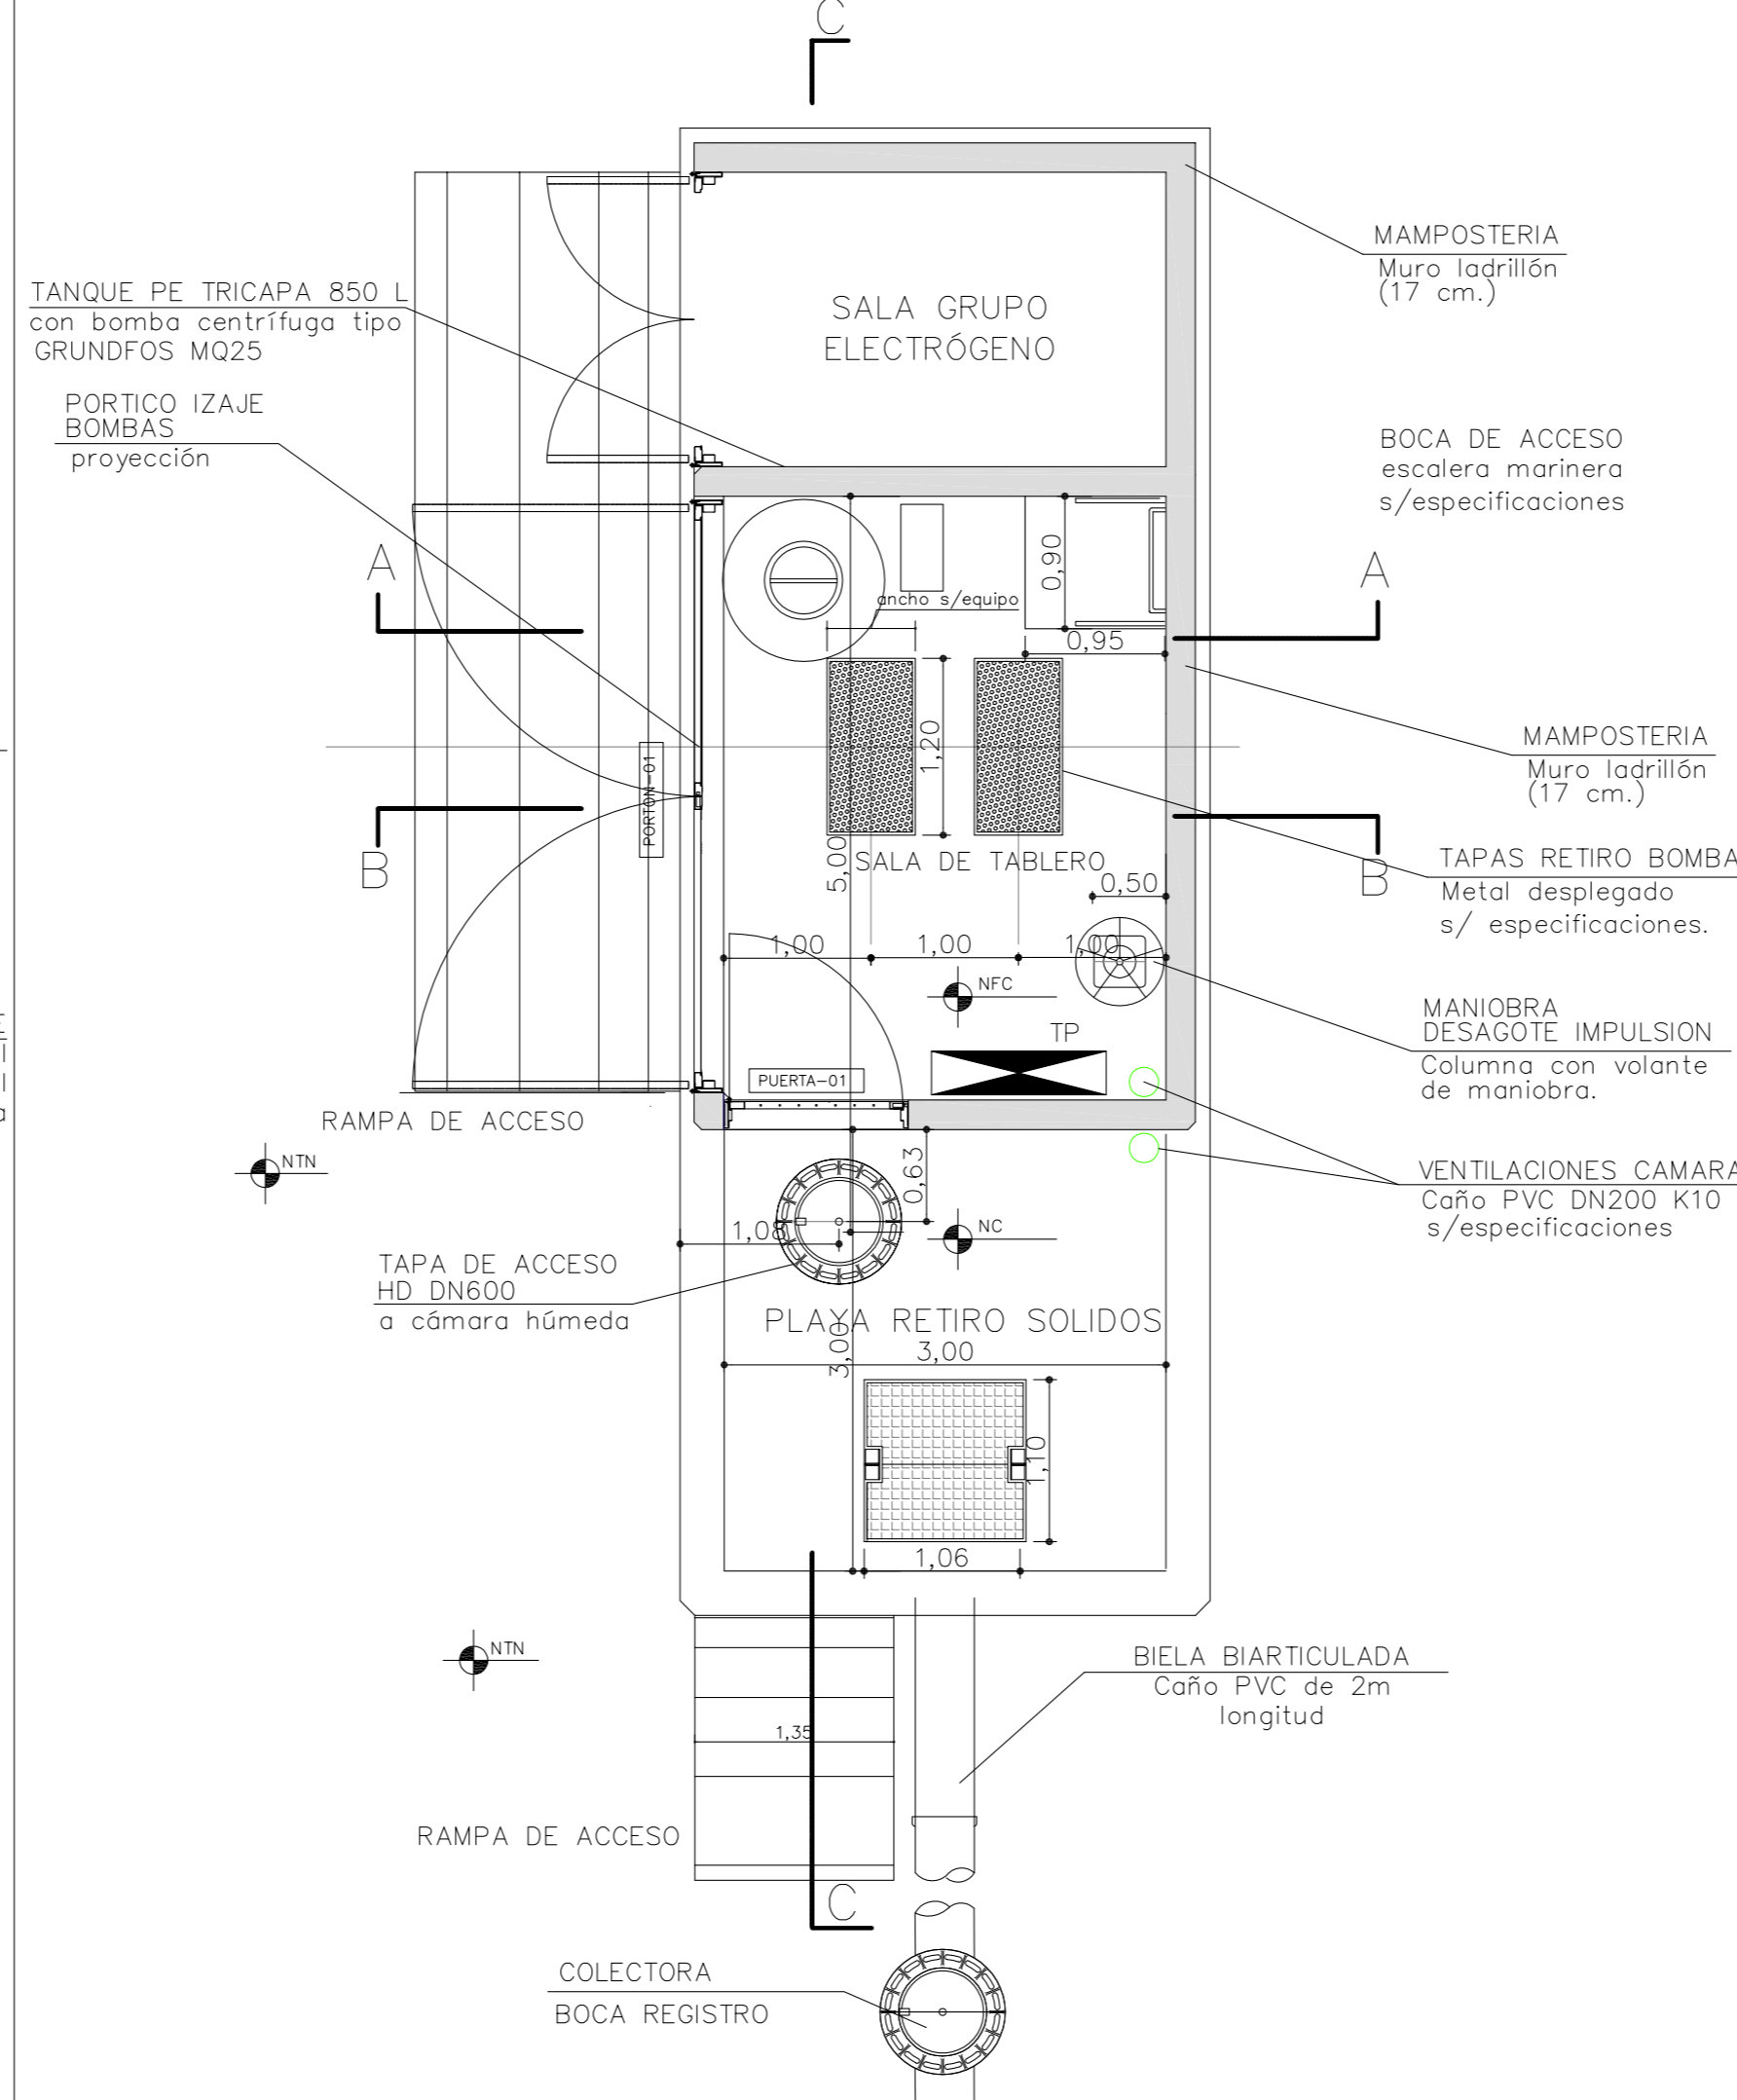 C
MAMPOSTERIA
Muro ladrillón
(17 cm.)
TANQUE PE TRICAPA 850 L
con bomba centrífuga tipo
GRUNDFOS MQ25
SALA GRUPO
ELECTRÓGENO
PORTICO IZAJE
BOMBAS
proyección
BOCA DE ACCESO
escalera marinera
s/especificaciones
A
A
0,90
ancho s/equipo
0,95
1,20
MAMPOSTERIA
Muro ladrillón
(17 cm.)
PORTON-01
B
B
5,00
SALA DE TABLERO
TAPAS RETIRO BOMBA
Metal desplegado
s/ especificaciones.
0,50
1,00
1,00
1,00
NFC
MANIOBRA
DESAGOTE IMPULSION
Columna con volante
de maniobra.
TP
PUERTA-01
RAMPA DE ACCESO
NTN
0,63
VENTILACIONES CAMARA
Caño PVC DN200 K10
s/especificaciones
1,08
NC
TAPA DE ACCESO
HD DN600
a cámara húmeda
PLAYA RETIRO SOLIDOS
3,00
3,00
1,10
1,06
NTN
BIELA BIARTICULADA
Caño PVC de 2m
longitud
1,35
RAMPA DE ACCESO
C
COLECTORA
BOCA REGISTRO